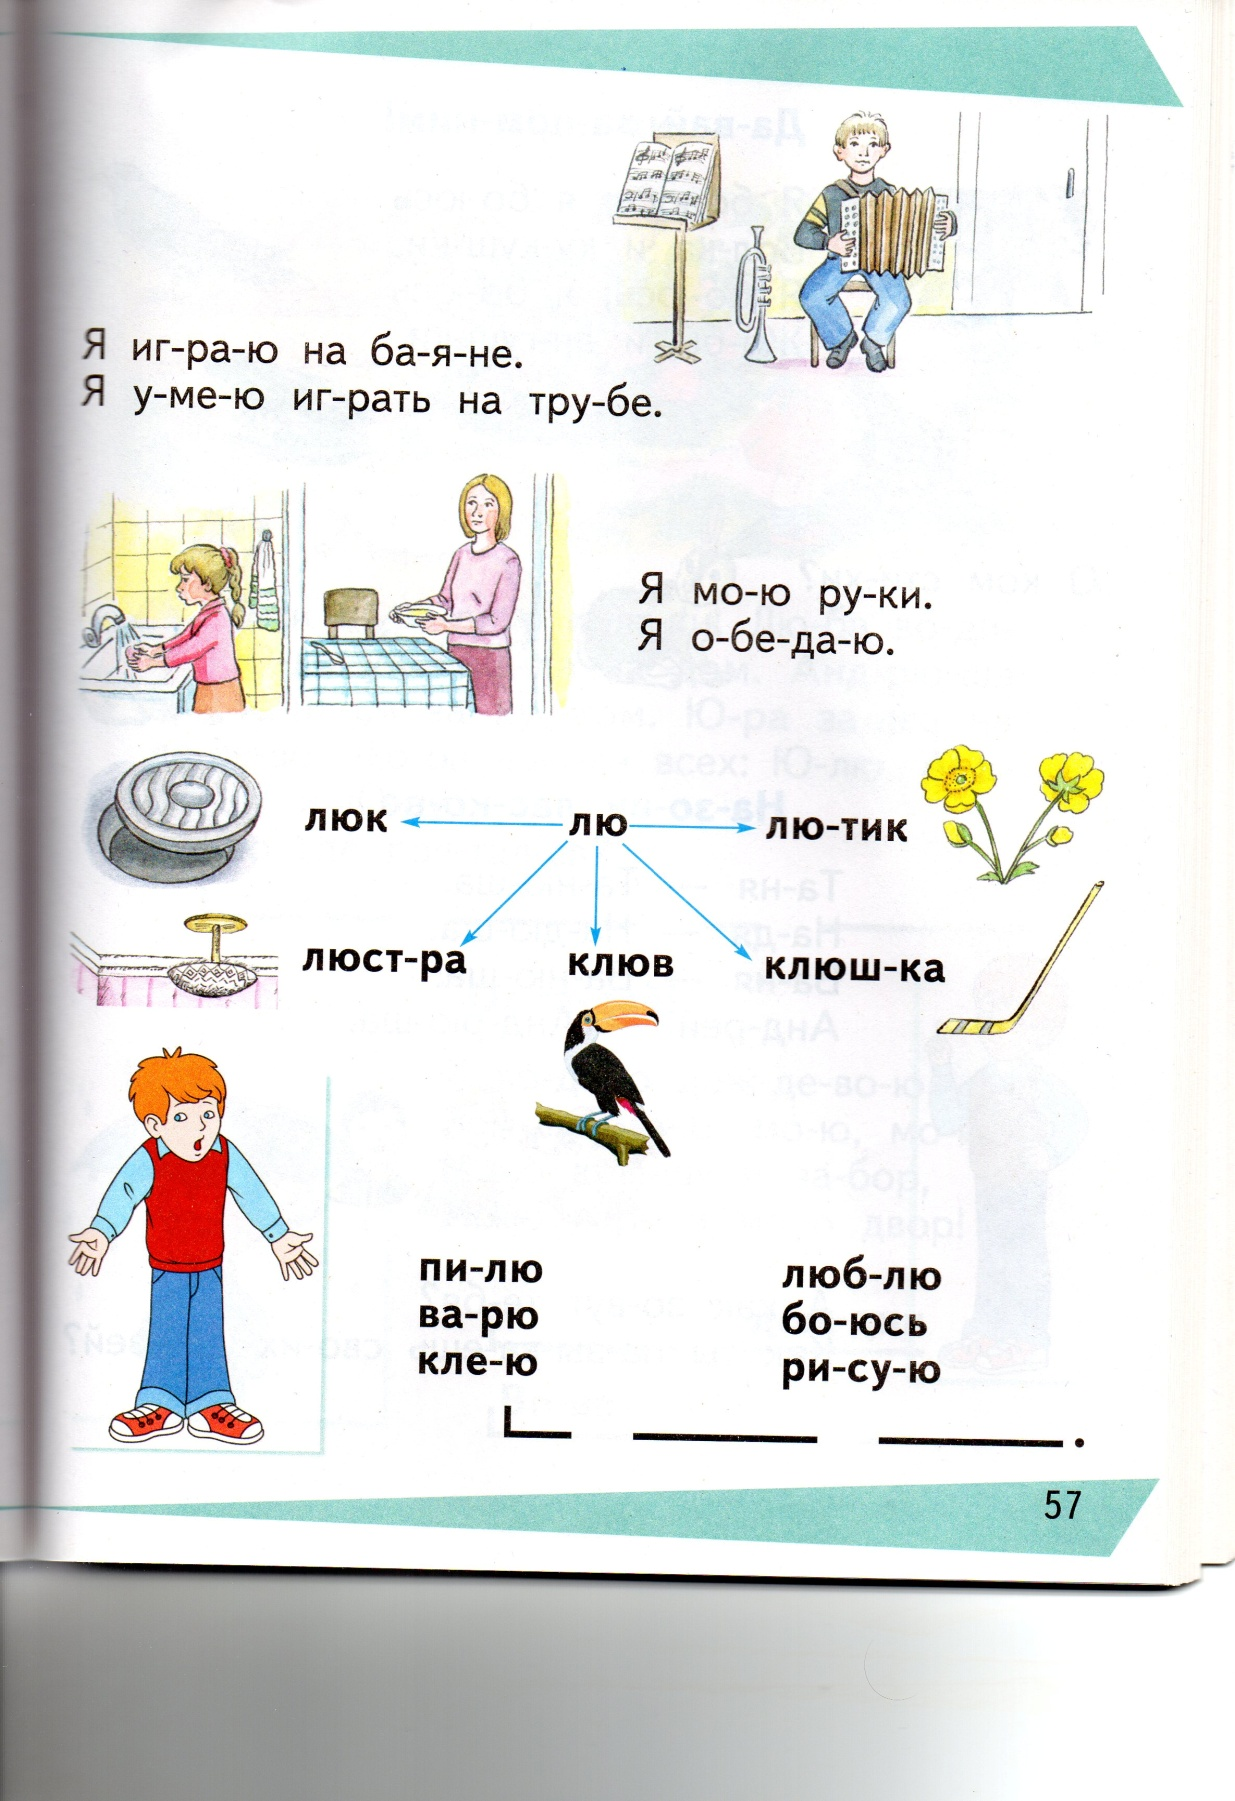 Я иг-ра-ю на ба-я-не.
Я у-ме-ю иг-рать на тру-бе.
Я мо-ю ру-ки.
Я о-бе-да-ю.
люк лю лю-тик
люст-ра клюв клюш-ка
пи-лю люб-лю
ва-рю бо-юсь
кле-ю ри-су-ю
57